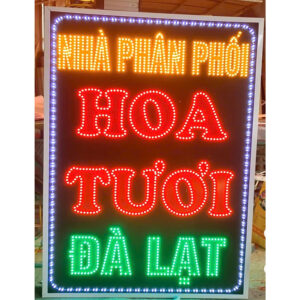 NHÀ PHÂN PHỐI
HOA
TƯƠI
ĐÀ LẠT